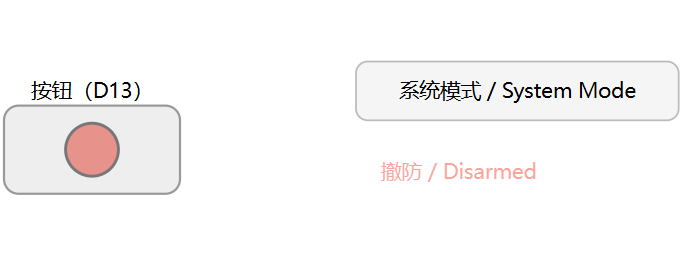 按钮（D13）
系统模式 / System Mode
撤防 / Disarmed